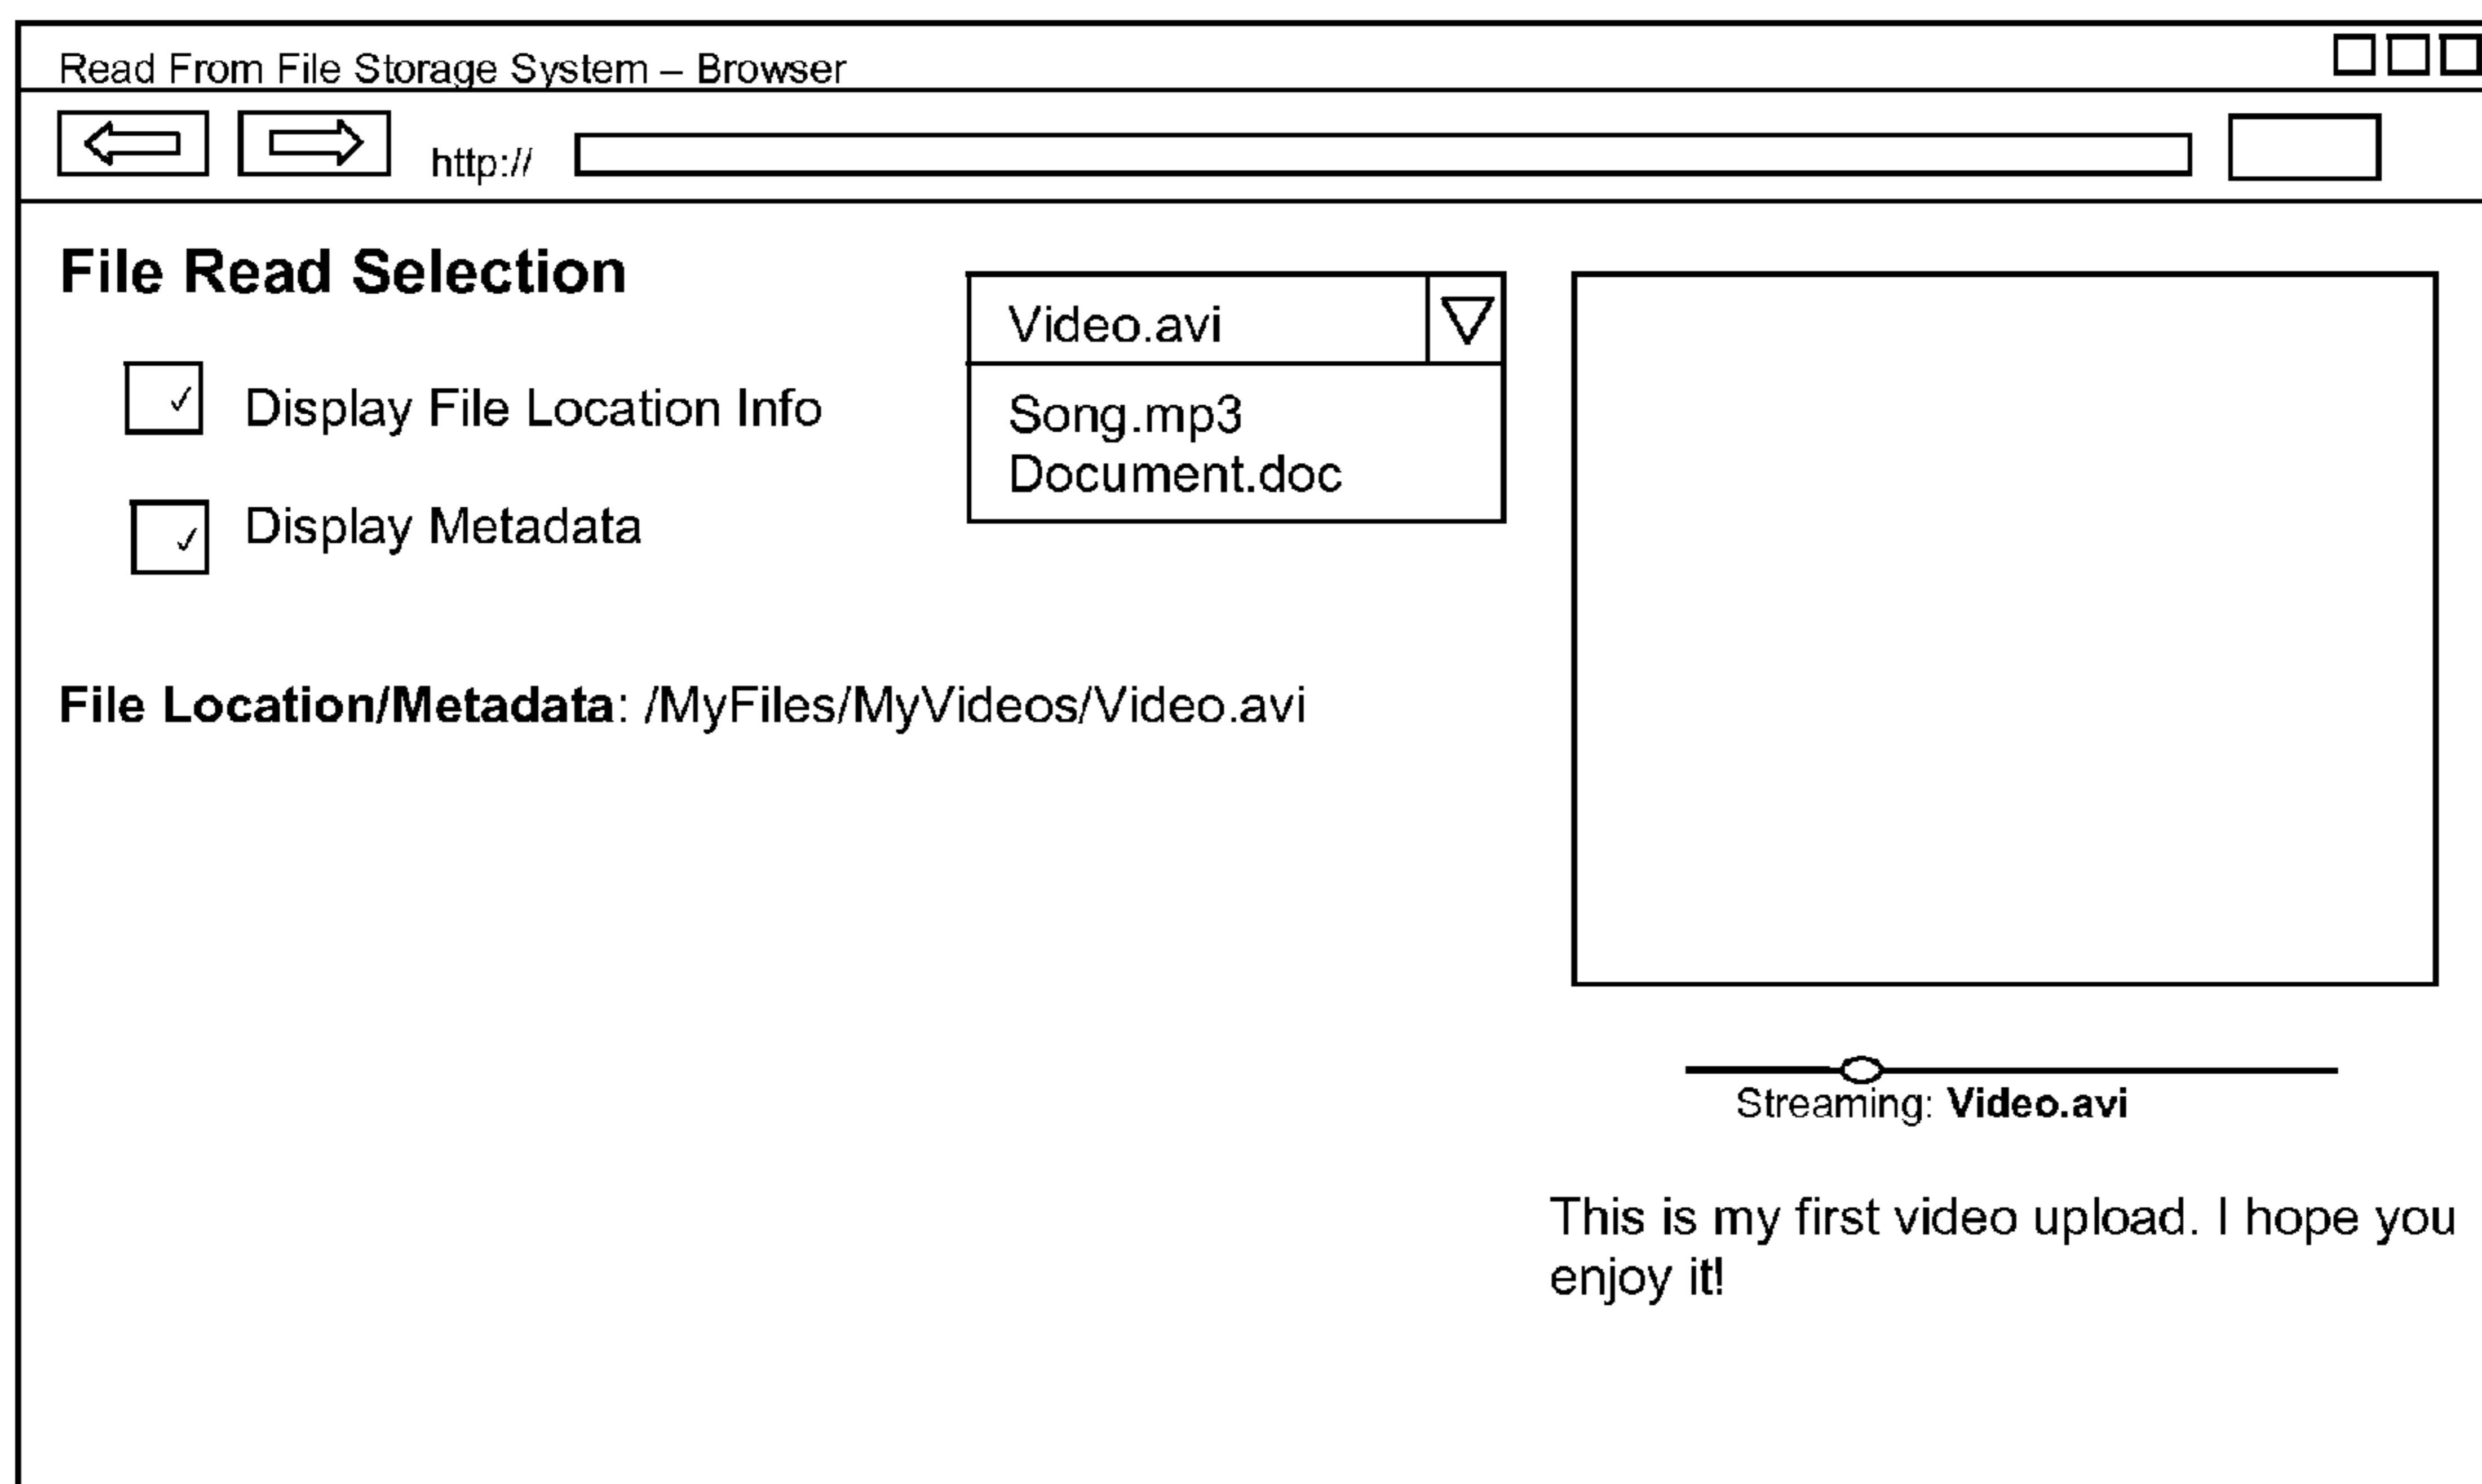 Read From File Storage System – Browser
http://
File Read Selection
✓ Display File Location Info
✓ Display Metadata
Video.avi
Song.mp3
Document.doc
File Location/Metadata: /MyFiles/MyVideos/Video.avi
Streaming: Video.avi
This is my first video upload. I hope you
enjoy it!